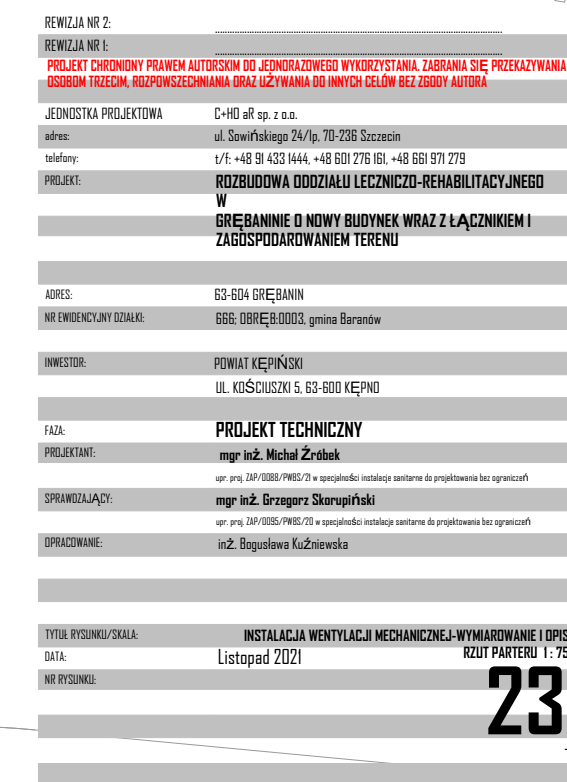 REWIZJA NR 2: ............................................................
REWIZJA NR 1: ............................................................
PROJEKT CHRONIONY PRAWEM AUTORSKIM DO JEDNORAZOWEGO WYKORZYSTANIA. ZABRANIA SIĘ PRZEKAZYWANIA
OSOBOM TRZECIM, ROZPOWSZECHNIANIA ORAZ UŻYWANIA DO INNYCH CELÓW BEZ ZGODY AUTORA
JEDNOSTKA PROJEKTOWA C+HO aR sp. z o.o.
adres: ul. Sowińskiego 24/Ip, 70-236 Szczecin
telefony: t/f: +48 91 433 1444, +48 601 276 161, +48 661 971 279
PROJEKT: ROZBUDOWA ODDZIAŁU LECZNICZO-REHABILITACYJNEGO
W
GRĘBANINIE O NOWY BUDYNEK WRAZ Z ŁĄCZNIKIEM I
ZAGOSPODAROWANIEM TERENU
ADRES: 63-604 GRĘBANIN
NR EWIDENCYJNY DZIAŁKI: 666; OBRĘB:0003, gmina Baranów
INWESTOR: POWIAT KĘPIŃSKI
UL. KOŚCIUSZKI 5, 63-600 KĘPNO
FAZA: PROJEKT TECHNICZNY
PROJEKTANT: mgr inż. Michał Źróbek
upr. proj. ZAP/0088/PWBS/21 w specjalności instalacje sanitarne do projektowania bez ograniczeń
SPRAWDZAJĄCY: mgr inż. Grzegorz Skorupiński
upr. proj. ZAP/0095/PWBS/20 w specjalności instalacje sanitarne do projektowania bez ograniczeń
OPRACOWANIE: inż. Bogusława Kuźniewska
TYTUŁ RYSUNKU/SKALA: INSTALACJA WENTYLACJI MECHANICZNEJ-WYMIAROWANIE I OPIS
RZUT PARTERU 1 : 75
DATA: Listopad 2021
NR RYSUNKU: 23